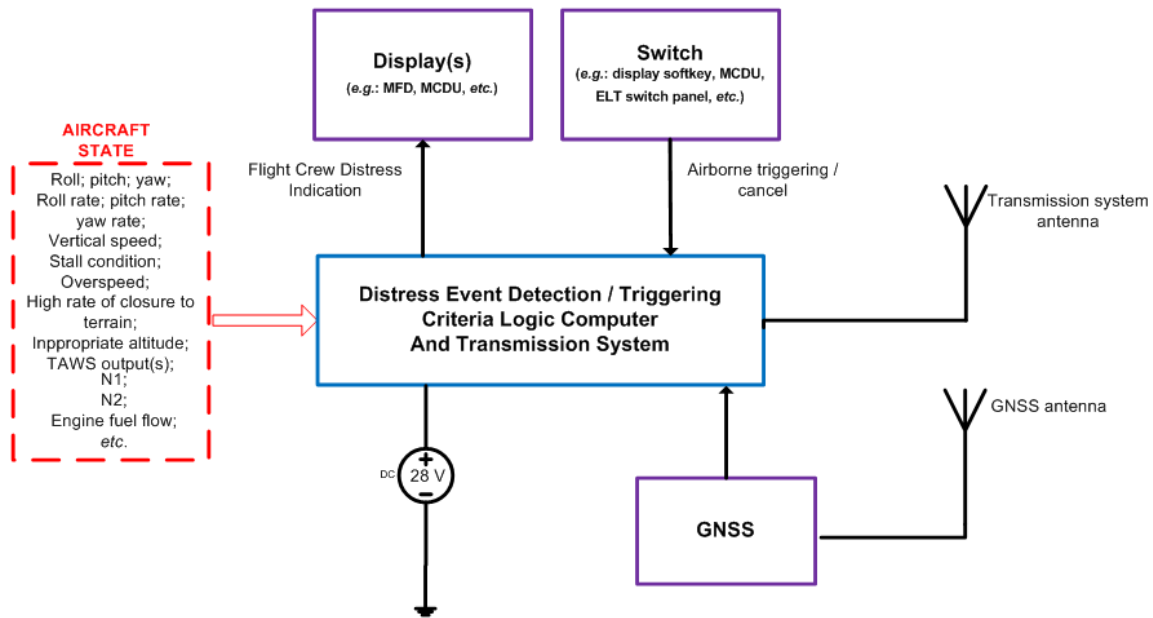 Display(s)
(e.g.: MFD, MCDU, etc.)
Switch
(e.g.: display softkey, MCDU,
ELT switch panel, etc.)
AIRCRAFT
STATE
Roll; pitch; yaw;
Roll rate; pitch rate;
yaw rate;
Vertical speed;
Stall condition;
Overspeed;
High rate of closure to
terrain;
Inppropriate altitude;
TAWS output(s);
N1;
N2;
Engine fuel flow;
etc.
Flight Crew Distress
Indication
Airborne triggering /
cancel
Transmission system
antenna
Distress Event Detection / Triggering
Criteria Logic Computer
And Transmission System
GNSS antenna
DC
+
28 V
−
GNSS